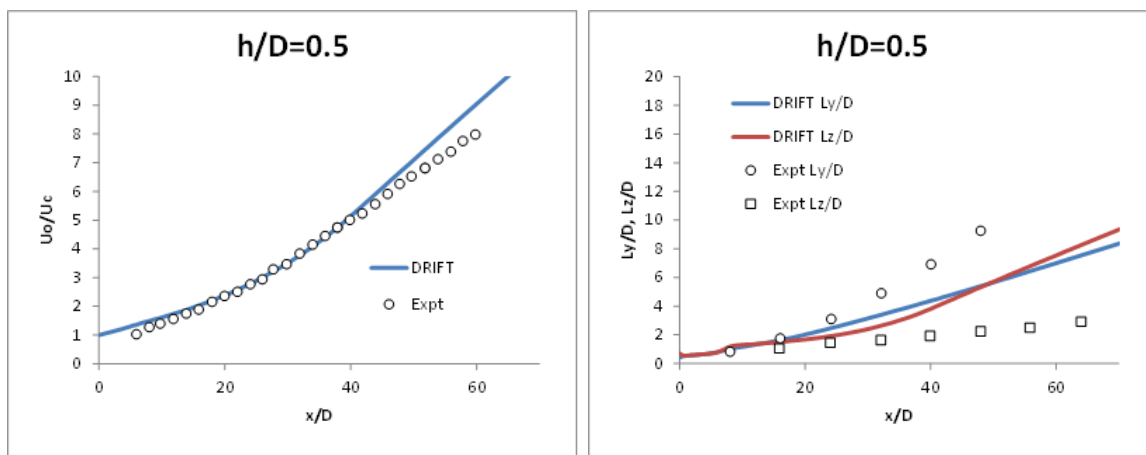 h/D=0.5
10
9
8
7
6
5
4
3
2
1
0
Uo/Uc
DRIFT
Expt
0
20
40
60
x/D
h/D=0.5
20
18
16
14
12
10
8
6
4
2
0
Ly/D, Lz/D
DRIFT Ly/D
DRIFT Lz/D
Expt Ly/D
Expt Lz/D
0
20
40
60
x/D